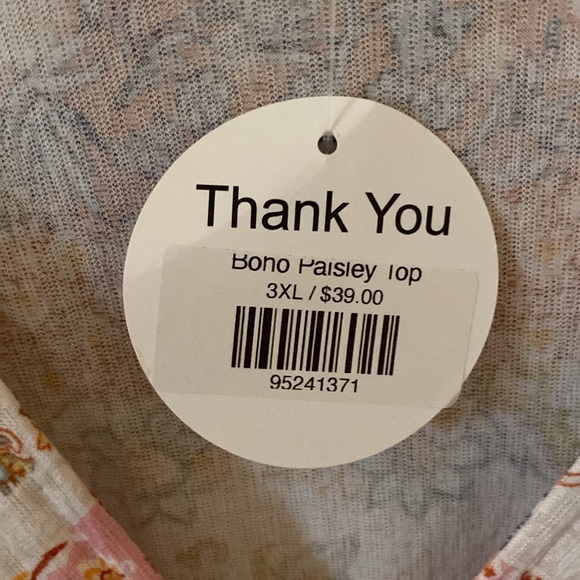 Thank You
Boho Paisley Top
3XL / $39.00
95241371